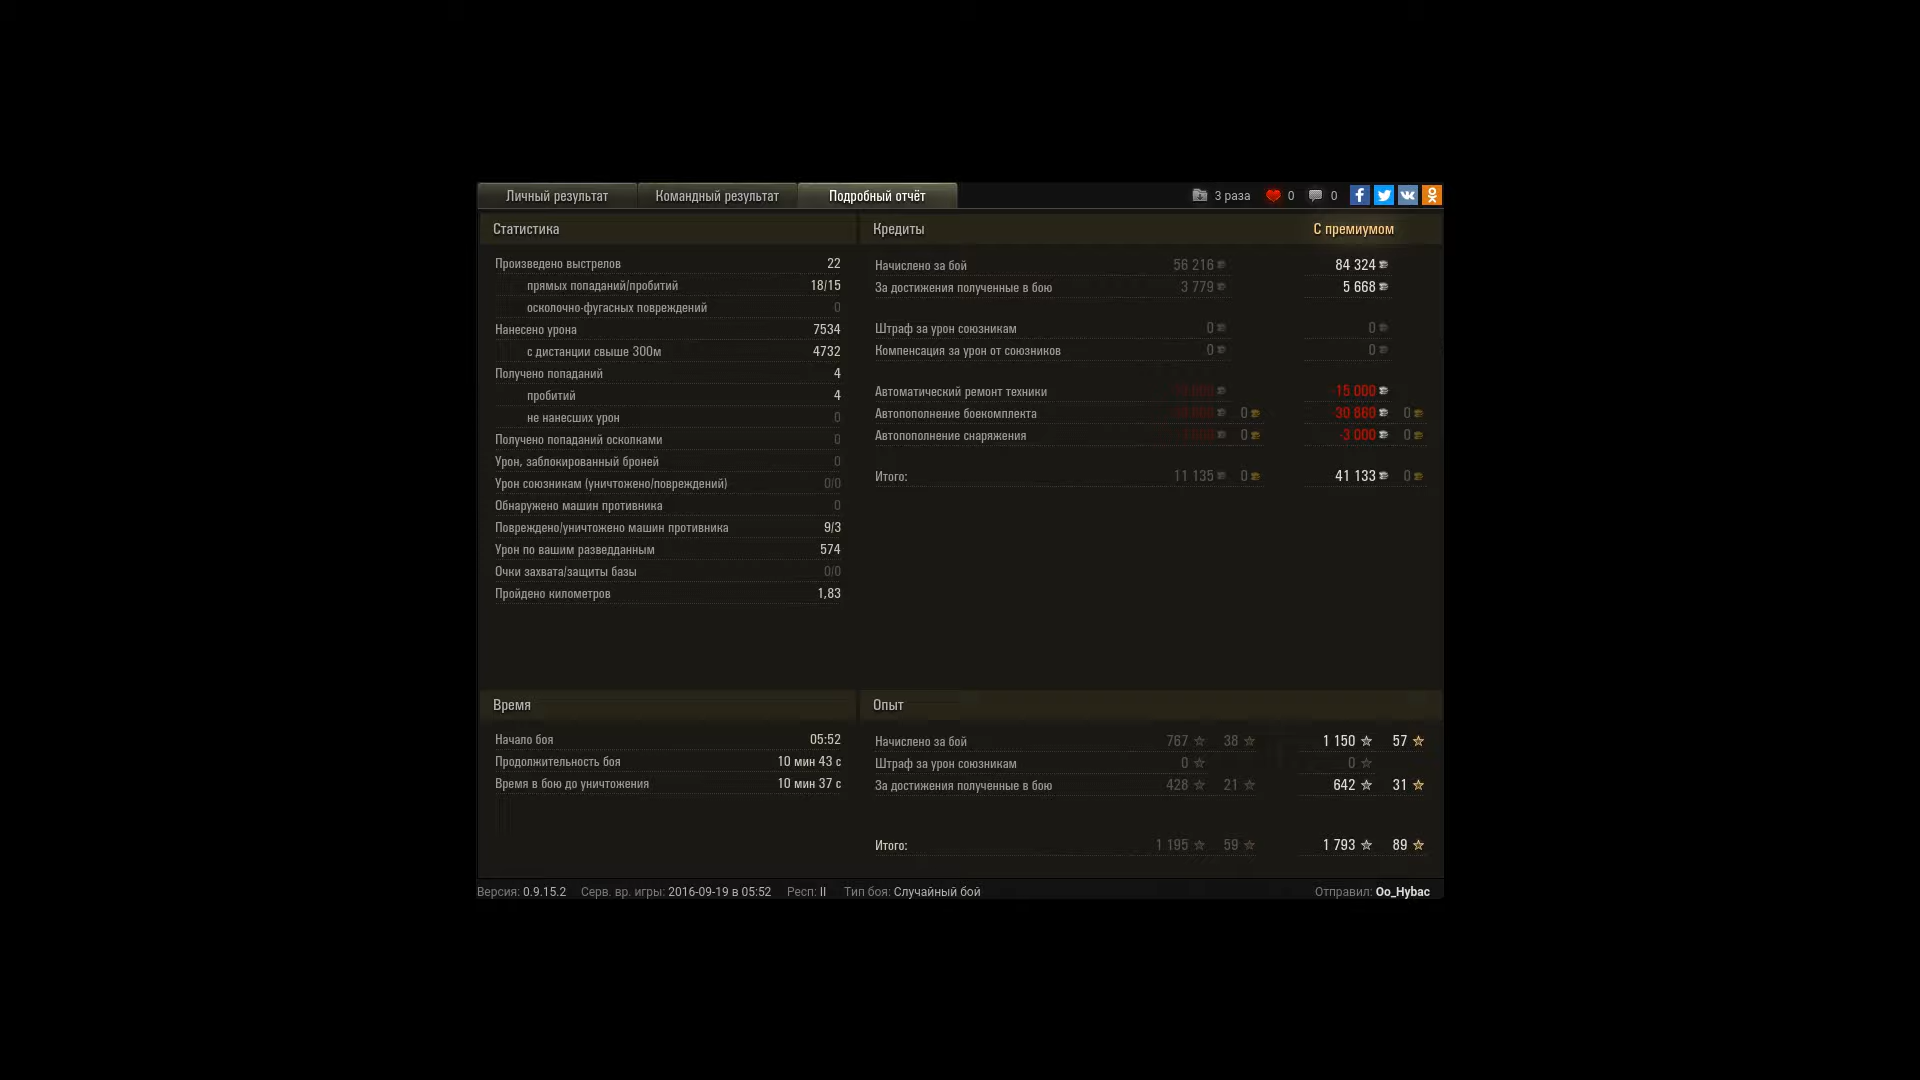 Личный результат Командный результат Подробный отчёт 3 раза 0 0
Статистика
Произведено выстрелов 22
прямых попаданий/пробитий 18/15
осколочно-фугасных повреждений 0
Нанесено урона 7534
с дистанции свыше 300м 4732
Получено попаданий 4
пробитий 4
не нанесших урон 0
Получено попаданий осколками 0
Урон, заблокированный броней 0
Урон союзникам (уничтожено/повреждений) 0/0
Обнаружено машин противника 0
Повреждено/уничтожено машин противника 9/3
Урон по вашим разведданным 574
Очки захвата/защиты базы 0/0
Пройдено километров 1,83
Кредиты С премиумом
Начислено за бой 56 216 84 324
За достижения полученные в бою 3 779 5 668
Штраф за урон союзникам 0 0
Компенсация за урон от союзников 0 0
Автоматический ремонт техники -15 000
Автопополнение боекомплекта 0 -30 860 0
Автопополнение снаряжения 0 -3 000 0
Итого: 11 135 0 41 133 0
Время
Начало боя 05:52
Продолжительность боя 10 мин 43 с
Время в бою до уничтожения 10 мин 37 с
Опыт
Начислено за бой 767 38 1 150 57
Штраф за урон союзникам 0 0
За достижения полученные в бою 428 21 642 31
Итого: 1 195 59 1 793 89
Версия: 0.9.15.2 Серв. вр. игры: 2016-09-19 в 05:52 Респ: II Тип боя: Случайный бой Отправил: Oo_Hybac